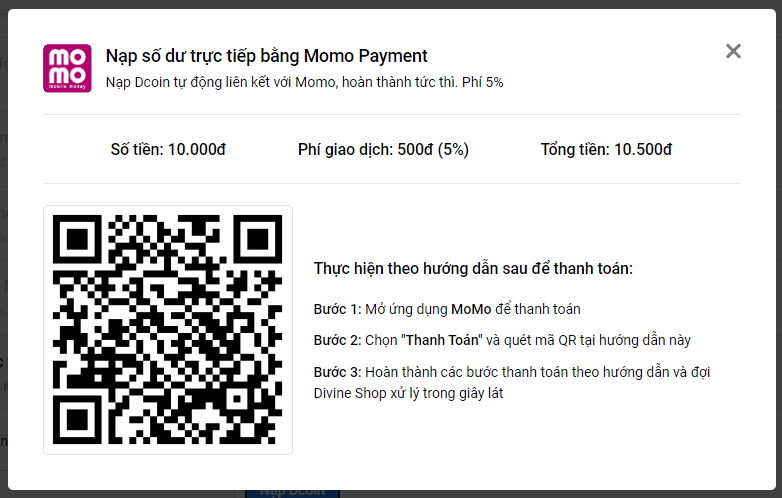 mo
mo
mobile money
Nạp số dư trực tiếp bằng Momo Payment
Nạp Dcoin tự động liên kết với Momo, hoàn thành tức thì. Phí 5%
Số tiền: 10.000đ
Phí giao dịch: 500đ (5%)
Tổng tiền: 10.500đ
Thực hiện theo hướng dẫn sau để thanh toán:
Bước 1: Mở ứng dụng MoMo để thanh toán
Bước 2: Chọn "Thanh Toán" và quét mã QR tại hướng dẫn này
Bước 3: Hoàn thành các bước thanh toán theo hướng dẫn và đợi
Divine Shop xử lý trong giây lát
Nạp Dcoin